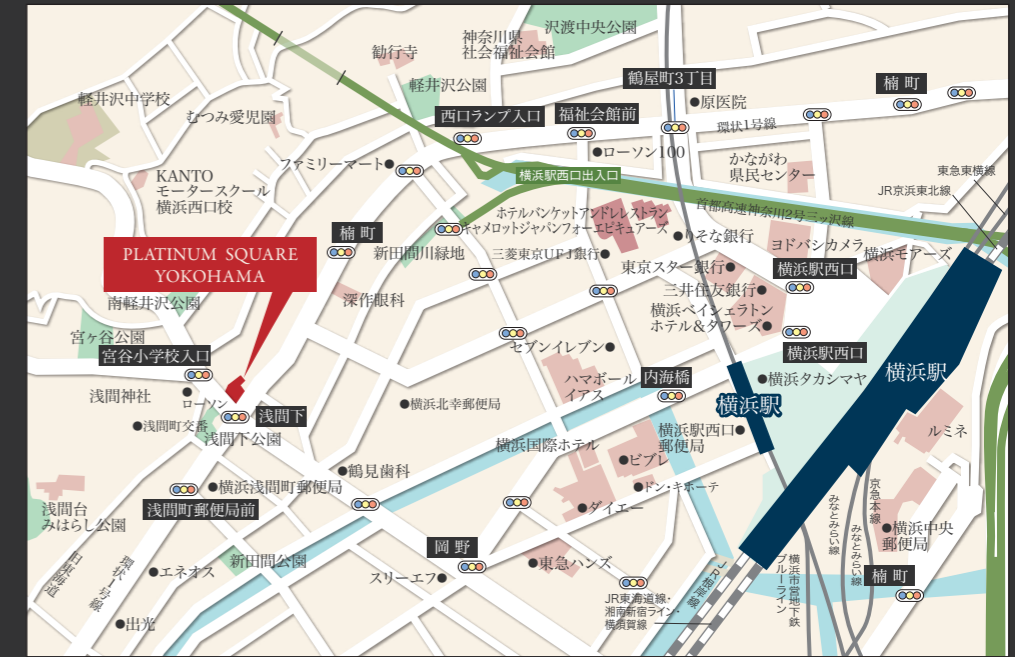 沢渡中央公園
神奈川県
社会福祉会館
勧行寺
軽井沢公園
鶴屋町3丁目
楠 町
軽井沢中学校
むつみ愛児園
西口ランプ入口
福祉会館前
原医院
環状1号線
ファミリーマート
ローソン100
かながわ
県民センター
東急東横線
JR京浜東北線
KANTO
モータースクール
横浜西口校
横浜駅西口出入口
首都高速神奈川2号三ッ沢線
ホテルバンケットアンドレレストラン
キャメロットジャパンフォーエピキュアーズ
楠 町
新田間川緑地
三菱東京UFJ銀行
りそな銀行
ヨドバシカメラ
横浜モアーズ
PLATINUM SQUARE
YOKOHAMA
東京スター銀行
横浜駅西口
三井住友銀行
南軽井沢公園
深作眼科
横浜ベイシェラトン
ホテル&タワーズ
宮ヶ谷公園
宮谷小学校入口
セブンイレブン
横浜駅西口
横浜駅
ハマボール
イアス
内海橋
横浜タカシマヤ
浅間神社
ローソン
横浜北幸郵便局
横浜駅
浅間下
浅間町交番
浅間下公園
横浜国際ホテル
横浜駅西口
郵便局
ルミネ
ビブレ
鶴見歯科
横浜浅間町郵便局
ドン・キホーテ
浅間町郵便局前
ダイエー
浅間台
みはらし公園
みなとみらい線
京急本線
みなとみらい線
横浜中央
郵便局
岡 野
新田間公園
東急ハンズ
旧東海道
環状1号線
エネオス
スリーエフ
JR根岸線
横浜市営地下鉄
ブルーライン
楠 町
JR東海道線・
湘南新宿ライン・
横須賀線
出光